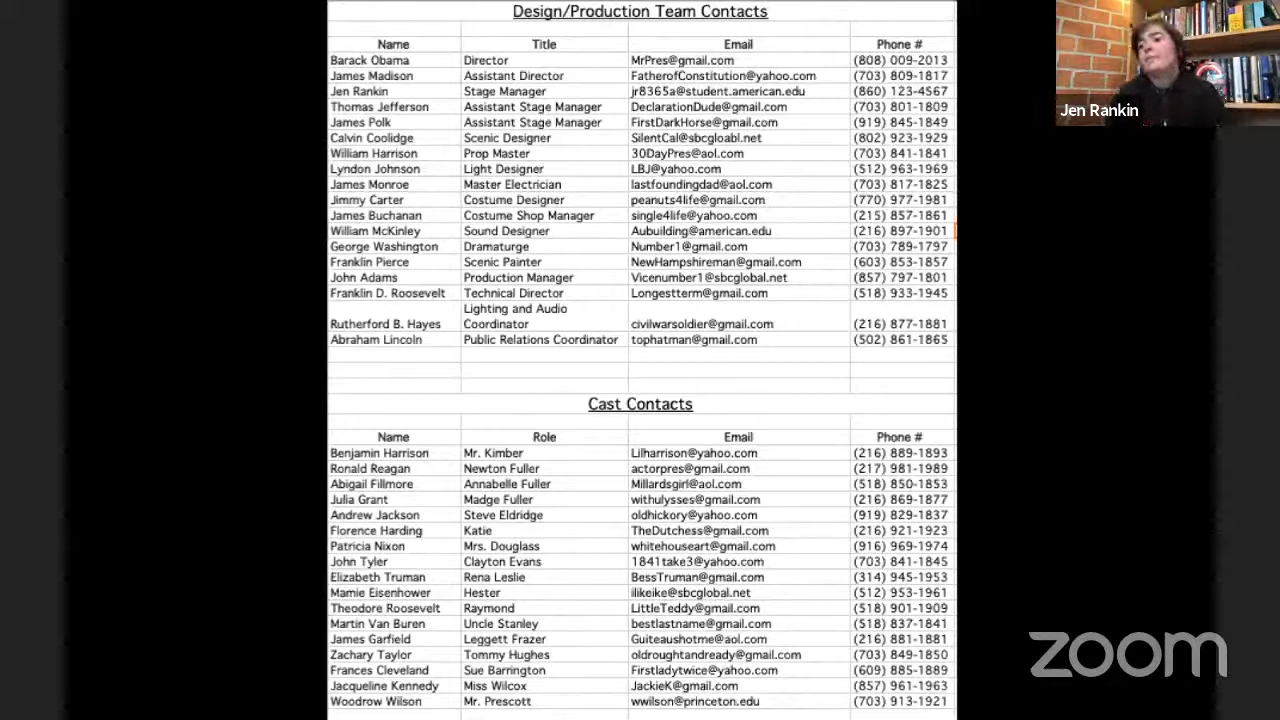 Design/Production Team Contacts
Name Title Email Phone #
Barack Obama Director MrPres@gmail.com (808) 009-2013
James Madison Assistant Director FatherofConstitution@yahoo.com (703) 809-1817
Jen Rankin Stage Manager jr8365a@student.american.edu (860) 123-4567
Thomas Jefferson Assistant Stage Manager DeclarationDude@gmail.com (703) 801-1809
James Polk Assistant Stage Manager FirstDarkHorse@gmail.com (919) 845-1849
Calvin Coolidge Scenic Designer SilentCal@sbcgloabl.net (802) 923-1929
William Harrison Prop Master 30DayPres@aol.com (703) 841-1841
Lyndon Johnson Light Designer LBJ@yahoo.com (512) 963-1969
James Monroe Master Electrician lastfoundingdad@aol.com (703) 817-1825
Jimmy Carter Costume Designer peanuts4life@gmail.com (770) 977-1981
James Buchanan Costume Shop Manager single4life@yahoo.com (215) 857-1861
William McKinley Sound Designer Aubuilding@american.edu (216) 897-1901
George Washington Dramaturge Number1@gmail.com (703) 789-1797
Franklin Pierce Scenic Painter NewHampshireman@gmail.com (603) 853-1857
John Adams Production Manager Vicenumber1@sbcglobal.net (857) 797-1801
Franklin D. Roosevelt Technical Director Longestterm@gmail.com (518) 933-1945
Lighting and Audio
Rutherford B. Hayes Coordinator civilwarsoldier@gmail.com (216) 877-1881
Abraham Lincoln Public Relations Coordinator tophatman@gmail.com (502) 861-1865
Cast Contacts
Name Role Email Phone #
Benjamin Harrison Mr. Kimber Lilharrison@yahoo.com (216) 889-1893
Ronald Reagan Newton Fuller actorpres@gmail.com (217) 981-1989
Abigail Fillmore Annabelle Fuller Millardsgirl@aol.com (518) 850-1853
Julia Grant Madge Fuller withulysses@gmail.com (216) 869-1877
Andrew Jackson Steve Eldridge oldhickory@yahoo.com (919) 829-1837
Florence Harding Katie TheDutchess@gmail.com (216) 921-1923
Patricia Nixon Mrs. Douglass whitehouseart@gmail.com (916) 969-1974
John Tyler Clayton Evans 1841take3@yahoo.com (703) 841-1845
Elizabeth Truman Rena Leslie BessTruman@gmail.com (314) 945-1953
Mamie Eisenhower Hester ilikeike@sbcglobal.net (512) 953-1961
Theodore Roosevelt Raymond LittleTeddy@gmail.com (518) 901-1909
Martin Van Buren Uncle Stanley bestlastname@gmail.com (518) 837-1841
James Garfield Leggett Frazer Guiteaushotme@aol.com (216) 881-1881
Zachary Taylor Tommy Hughes oldroughtandready@gmail.com (703) 849-1850
Frances Cleveland Sue Barrington Firstladytwice@yahoo.com (609) 885-1889
Jacqueline Kennedy Miss Wilcox JackieK@gmail.com (857) 961-1963
Woodrow Wilson Mr. Prescott wwilson@princeton.edu (703) 913-1921
Jen Rankin
zoom